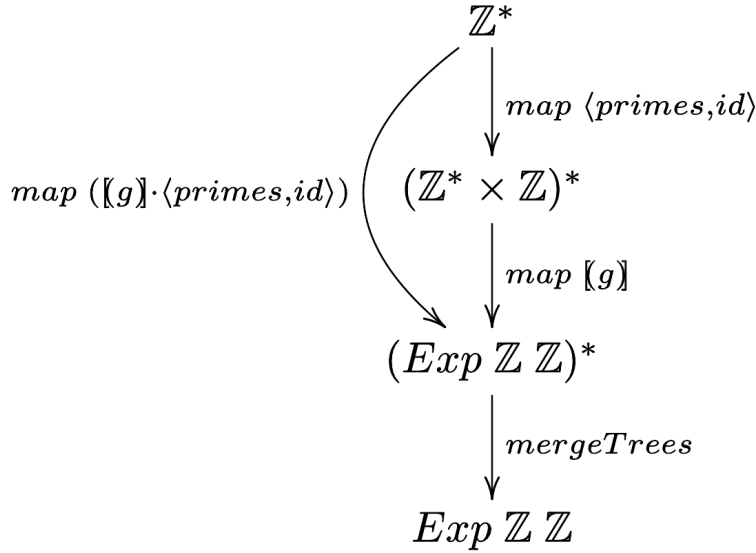 ℤ*
map ⟨primes,id⟩
map (⟦(g)⟧·⟨primes,id⟩)
(ℤ* × ℤ)*
map ⟦(g)⟧
(Exp ℤ ℤ)*
mergeTrees
Exp ℤ ℤ